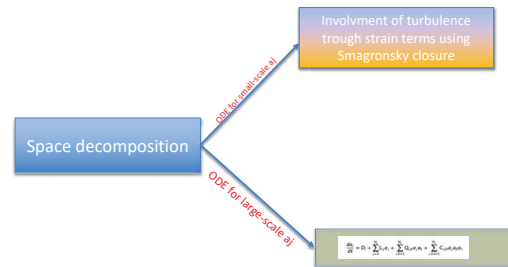 Involvment of turbulence
trough strain terms using
Smagronsky closure
ODE for small-scale aj
Space decomposition
ODE for large-scale aj